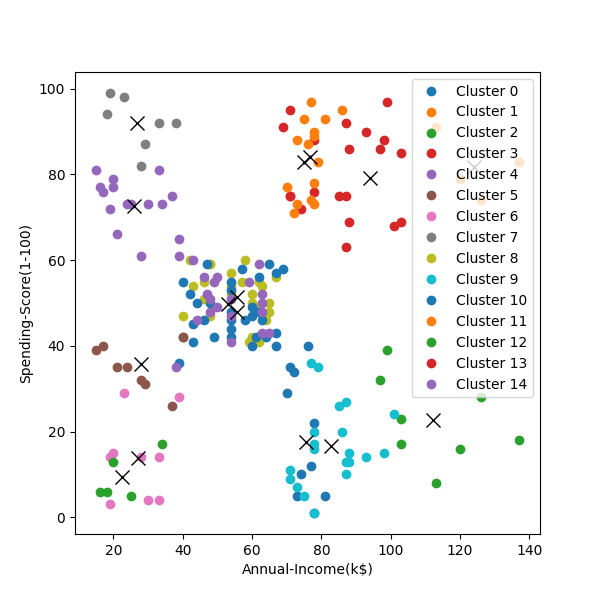 100
80
60
40
20
0
Spending-Score(1-100)
20
40
60
80
100
120
140
Annual-Income(k$)
Cluster 0
Cluster 1
Cluster 2
Cluster 3
Cluster 4
Cluster 5
Cluster 6
Cluster 7
Cluster 8
Cluster 9
Cluster 10
Cluster 11
Cluster 12
Cluster 13
Cluster 14